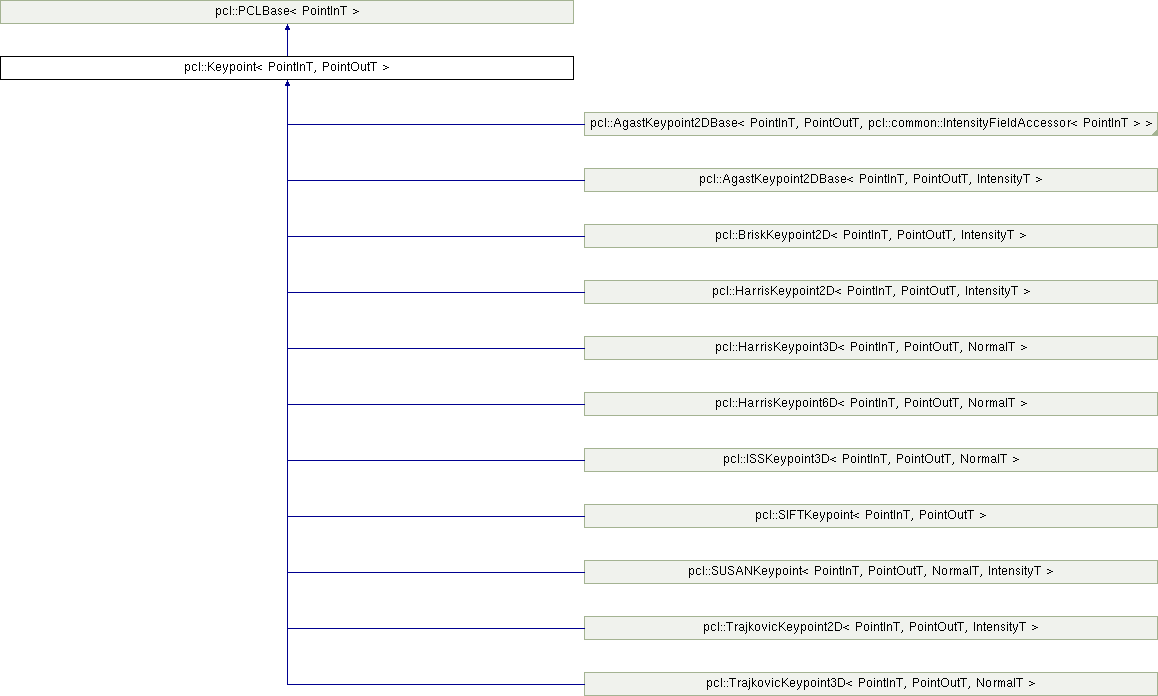 pcl::PCLBase< PointInT >
pcl::Keypoint< PointInT, PointOutT >
pcl::AgastKeypoint2DBase< PointInT, PointOutT, pcl::common::IntensityFieldAccessor< PointInT > >
pcl::AgastKeypoint2DBase< PointInT, PointOutT, IntensityT >
pcl::BriskKeypoint2D< PointInT, PointOutT, IntensityT >
pcl::HarrisKeypoint2D< PointInT, PointOutT, IntensityT >
pcl::HarrisKeypoint3D< PointInT, PointOutT, NormalT >
pcl::HarrisKeypoint6D< PointInT, PointOutT, NormalT >
pcl::ISSKeypoint3D< PointInT, PointOutT, NormalT >
pcl::SIFTKeypoint< PointInT, PointOutT >
pcl::SUSANKeypoint< PointInT, PointOutT, NormalT, IntensityT >
pcl::TrajkovicKeypoint2D< PointInT, PointOutT, IntensityT >
pcl::TrajkovicKeypoint3D< PointInT, PointOutT, NormalT >